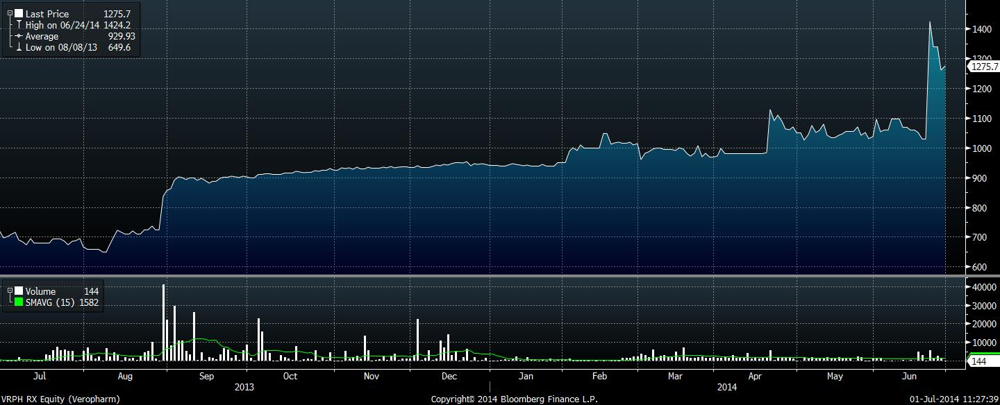 Last Price 1275.7
High on 06/24/14 1424.2
Average 929.93
Low on 08/08/13 649.6
1400
1300
1275.7
1200
1100
1000
900
800
700
600
Volume 144
SMAVG (15) 1582
40000
30000
20000
10000
144
Jul Aug Sep Oct Nov Dec Jan Feb Mar Apr May Jun
2013 2014
VRPH RX Equity (Veropharm) Copyright© 2014 Bloomberg Finance L.P. 01-Jul-2014 11:27:39